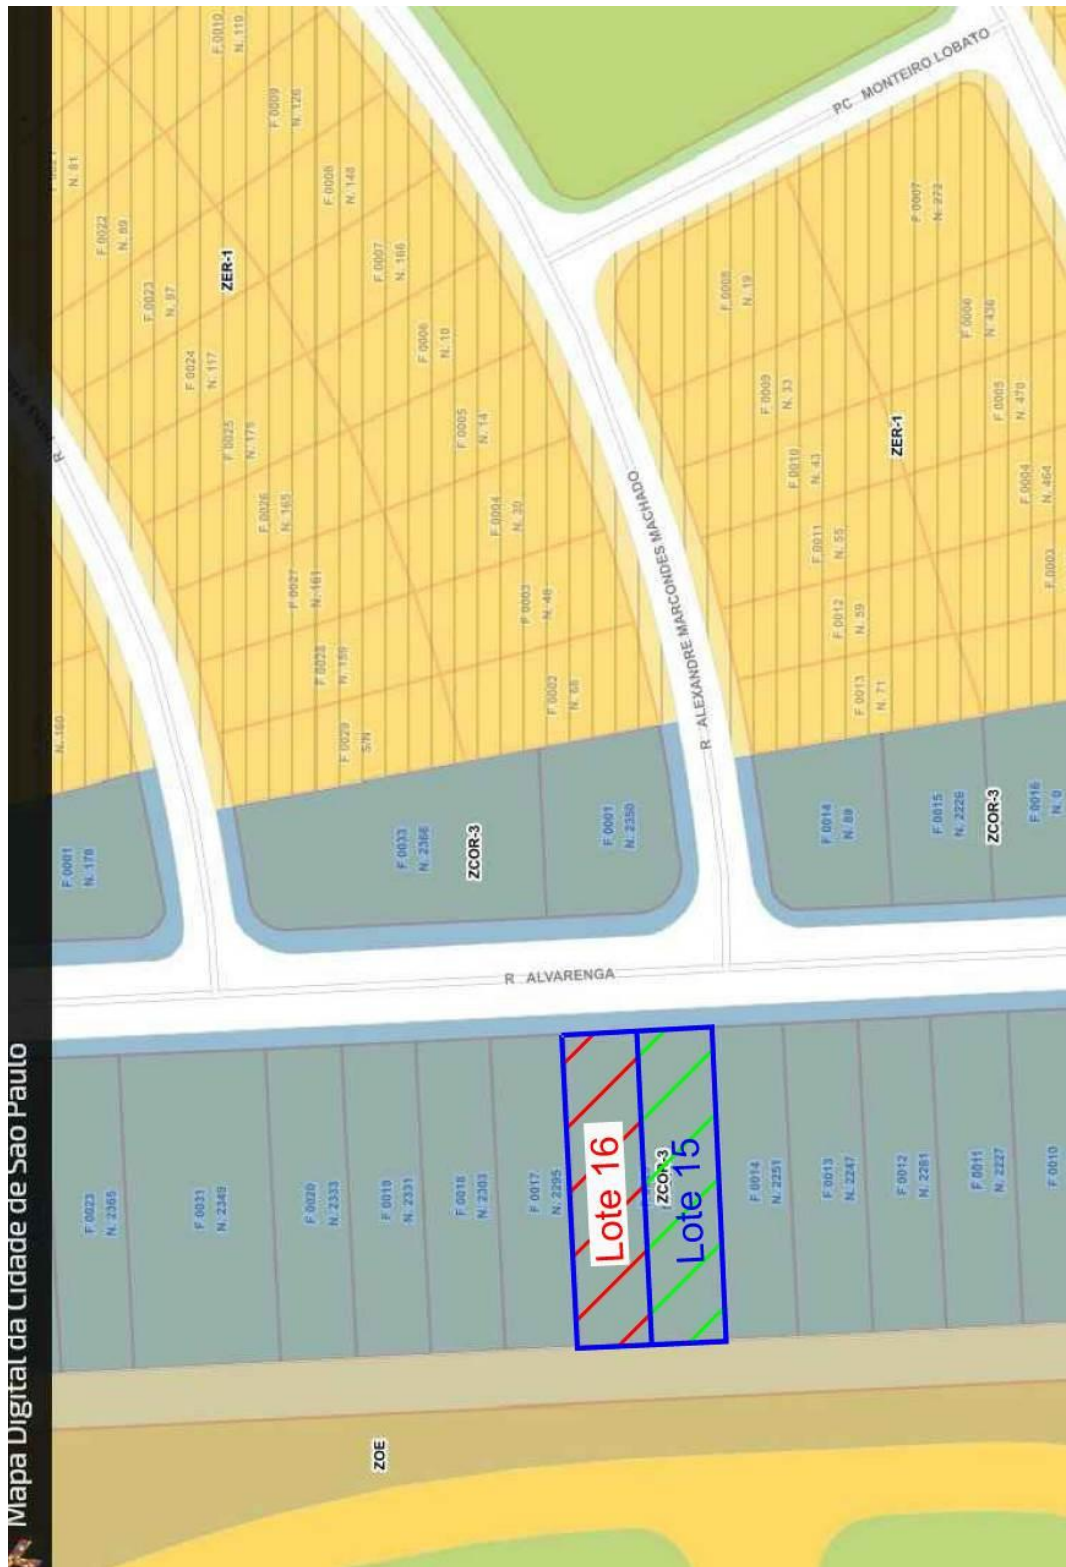 Mapa Digital da Cidade de São Paulo
F 0010
N. 110
F 0009
N. 126
F 0008
N. 148
F 0007
N. 166
F 0006
N. 10
F 0005
N. 14
F 0004
N. 30
F 0003
N. 48
F 0002
N. 68
N. 81
F 0022
N. 89
F 0023
N. 97
F 0024
N. 117
F 0025
N. 175
F 0026
N. 165
F 0027
N. 161
F 0028
N. 159
F 0029
S/N
ZER-1
PC MONTEIRO LOBATO
F 0007
N. 272
F 0006
N. 436
F 0005
N. 470
F 0004
N. 464
F 0003
F 0008
N. 19
F 0009
N. 33
F 0010
N. 43
F 0011
N. 55
F 0012
N. 59
F 0013
N. 71
ZER-1
R
N. 160
R ALEXANDRE MARCONDES MACHADO
F 0001
N. 178
F 0033
N. 2366
ZCOR-3
F 0001
N. 2350
F 0014
N. 89
F 0015
N. 2226
ZCOR-3
F 0016
N. 0
R ALVARENGA
F 0023
N. 2365
F 0031
N. 2349
F 0020
N. 2333
F 0019
N. 2331
F 0018
N. 2303
F 0017
N. 2295
Lote 16
ZCOR-3
Lote 15
F 0014
N. 2251
F 0013
N. 2247
F 0012
N. 2281
F 0011
N. 2227
F 0010
ZOE